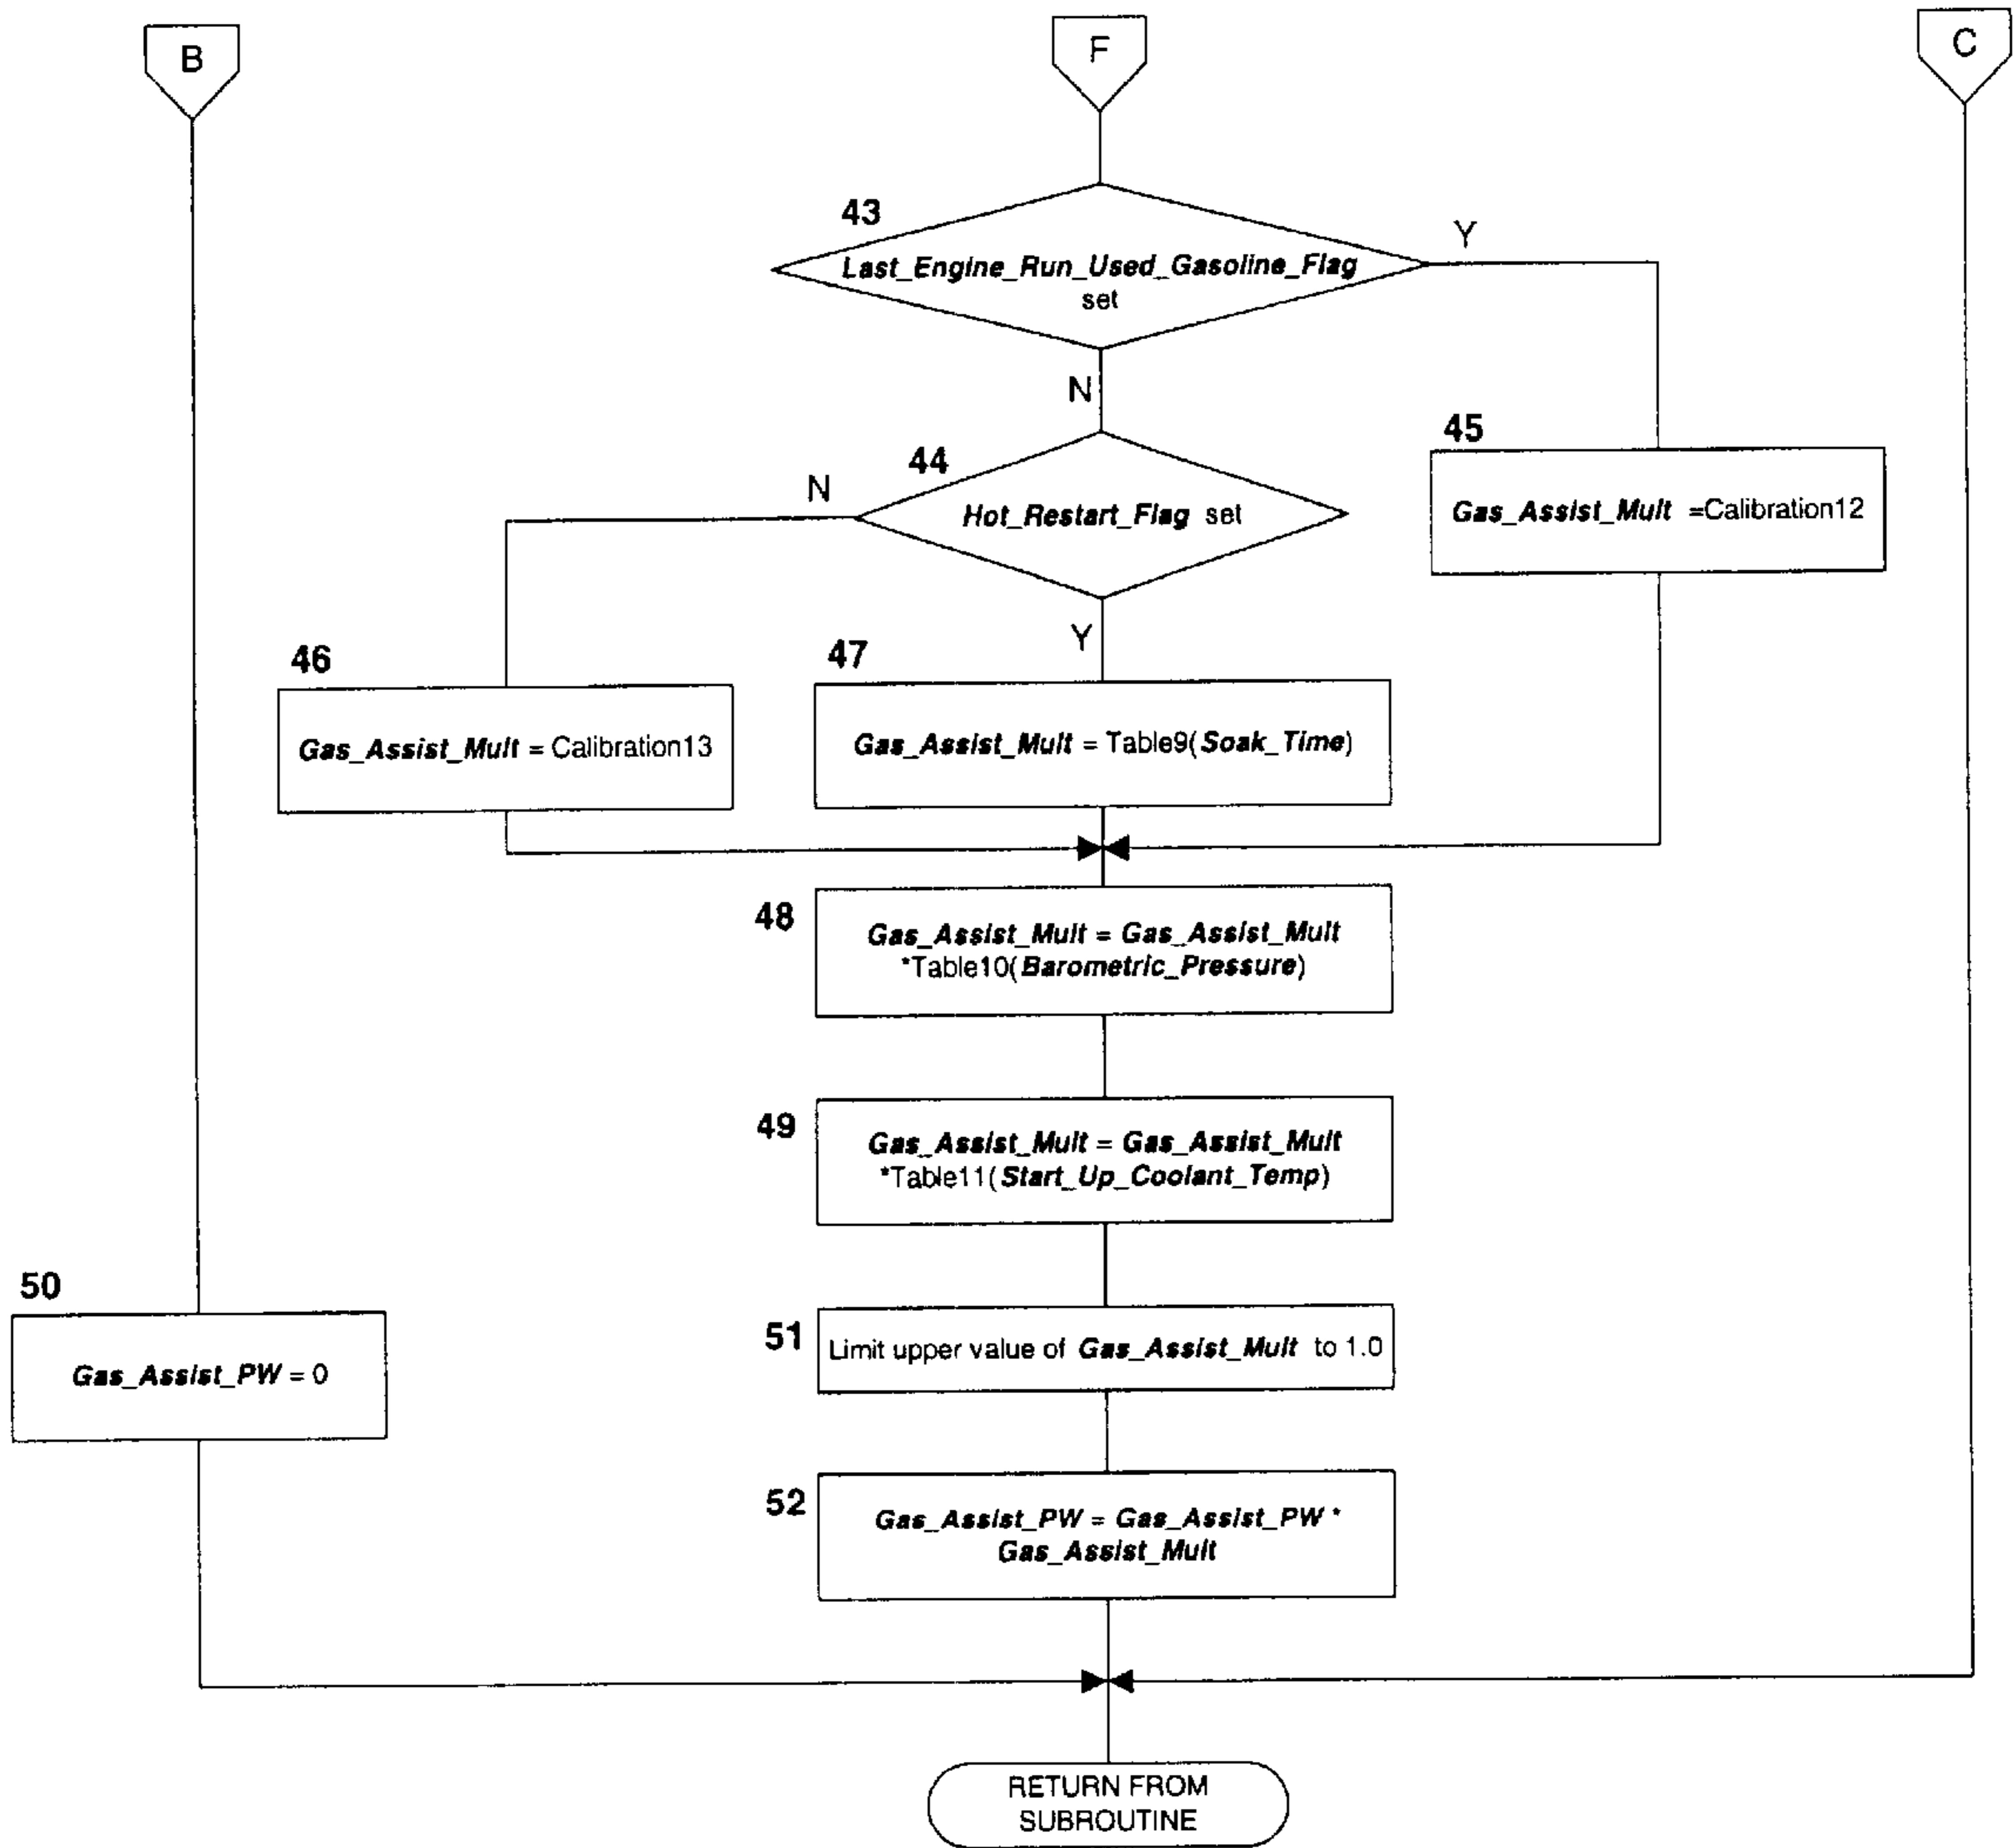 B
F
C
43
Last_Engine_Run_Used_Gasoline_Flag
set
Y
N
44
Hot_Restart_Flag set
N
Y
45
Gas_Assist_Mult =Calibration12
46
Gas_Assist_Mult = Calibration13
47
Gas_Assist_Mult = Table9(Soak_Time)
48
Gas_Assist_Mult = Gas_Assist_Mult
*Table10(Barometric_Pressure)
49
Gas_Assist_Mult = Gas_Assist_Mult
*Table11(Start_Up_Coolant_Temp)
50
Gas_Assist_PW = 0
51
Limit upper value of Gas_Assist_Mult to 1.0
52
Gas_Assist_PW = Gas_Assist_PW *
Gas_Assist_Mult
RETURN FROM
SUBROUTINE